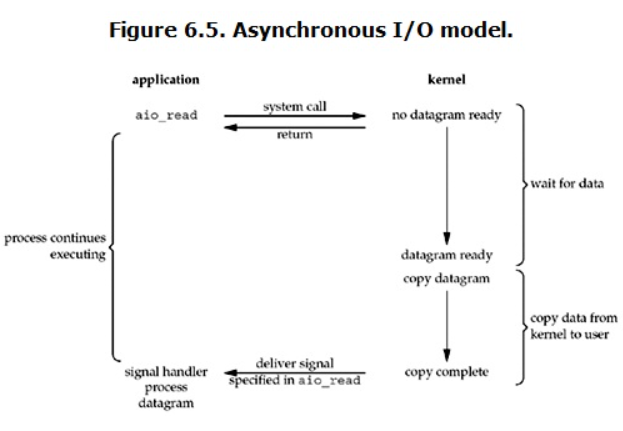 Figure 6.5. Asynchronous I/O model.
application
kernel
aio_read
system call
no datagram ready
return
wait for data
process continues
executing
datagram ready
copy datagram
copy data from
kernel to user
deliver signal
signal handler
process
datagram
specified in aio_read
copy complete